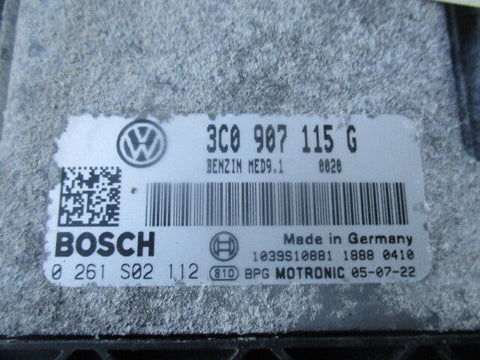 3C0 907 115 G
BENZIN MED9.1 0020
BOSCH
Made in Germany
1039S10881 1888 0410
0 261 S02 112 810 BPG MOTRONIC 05-07-22